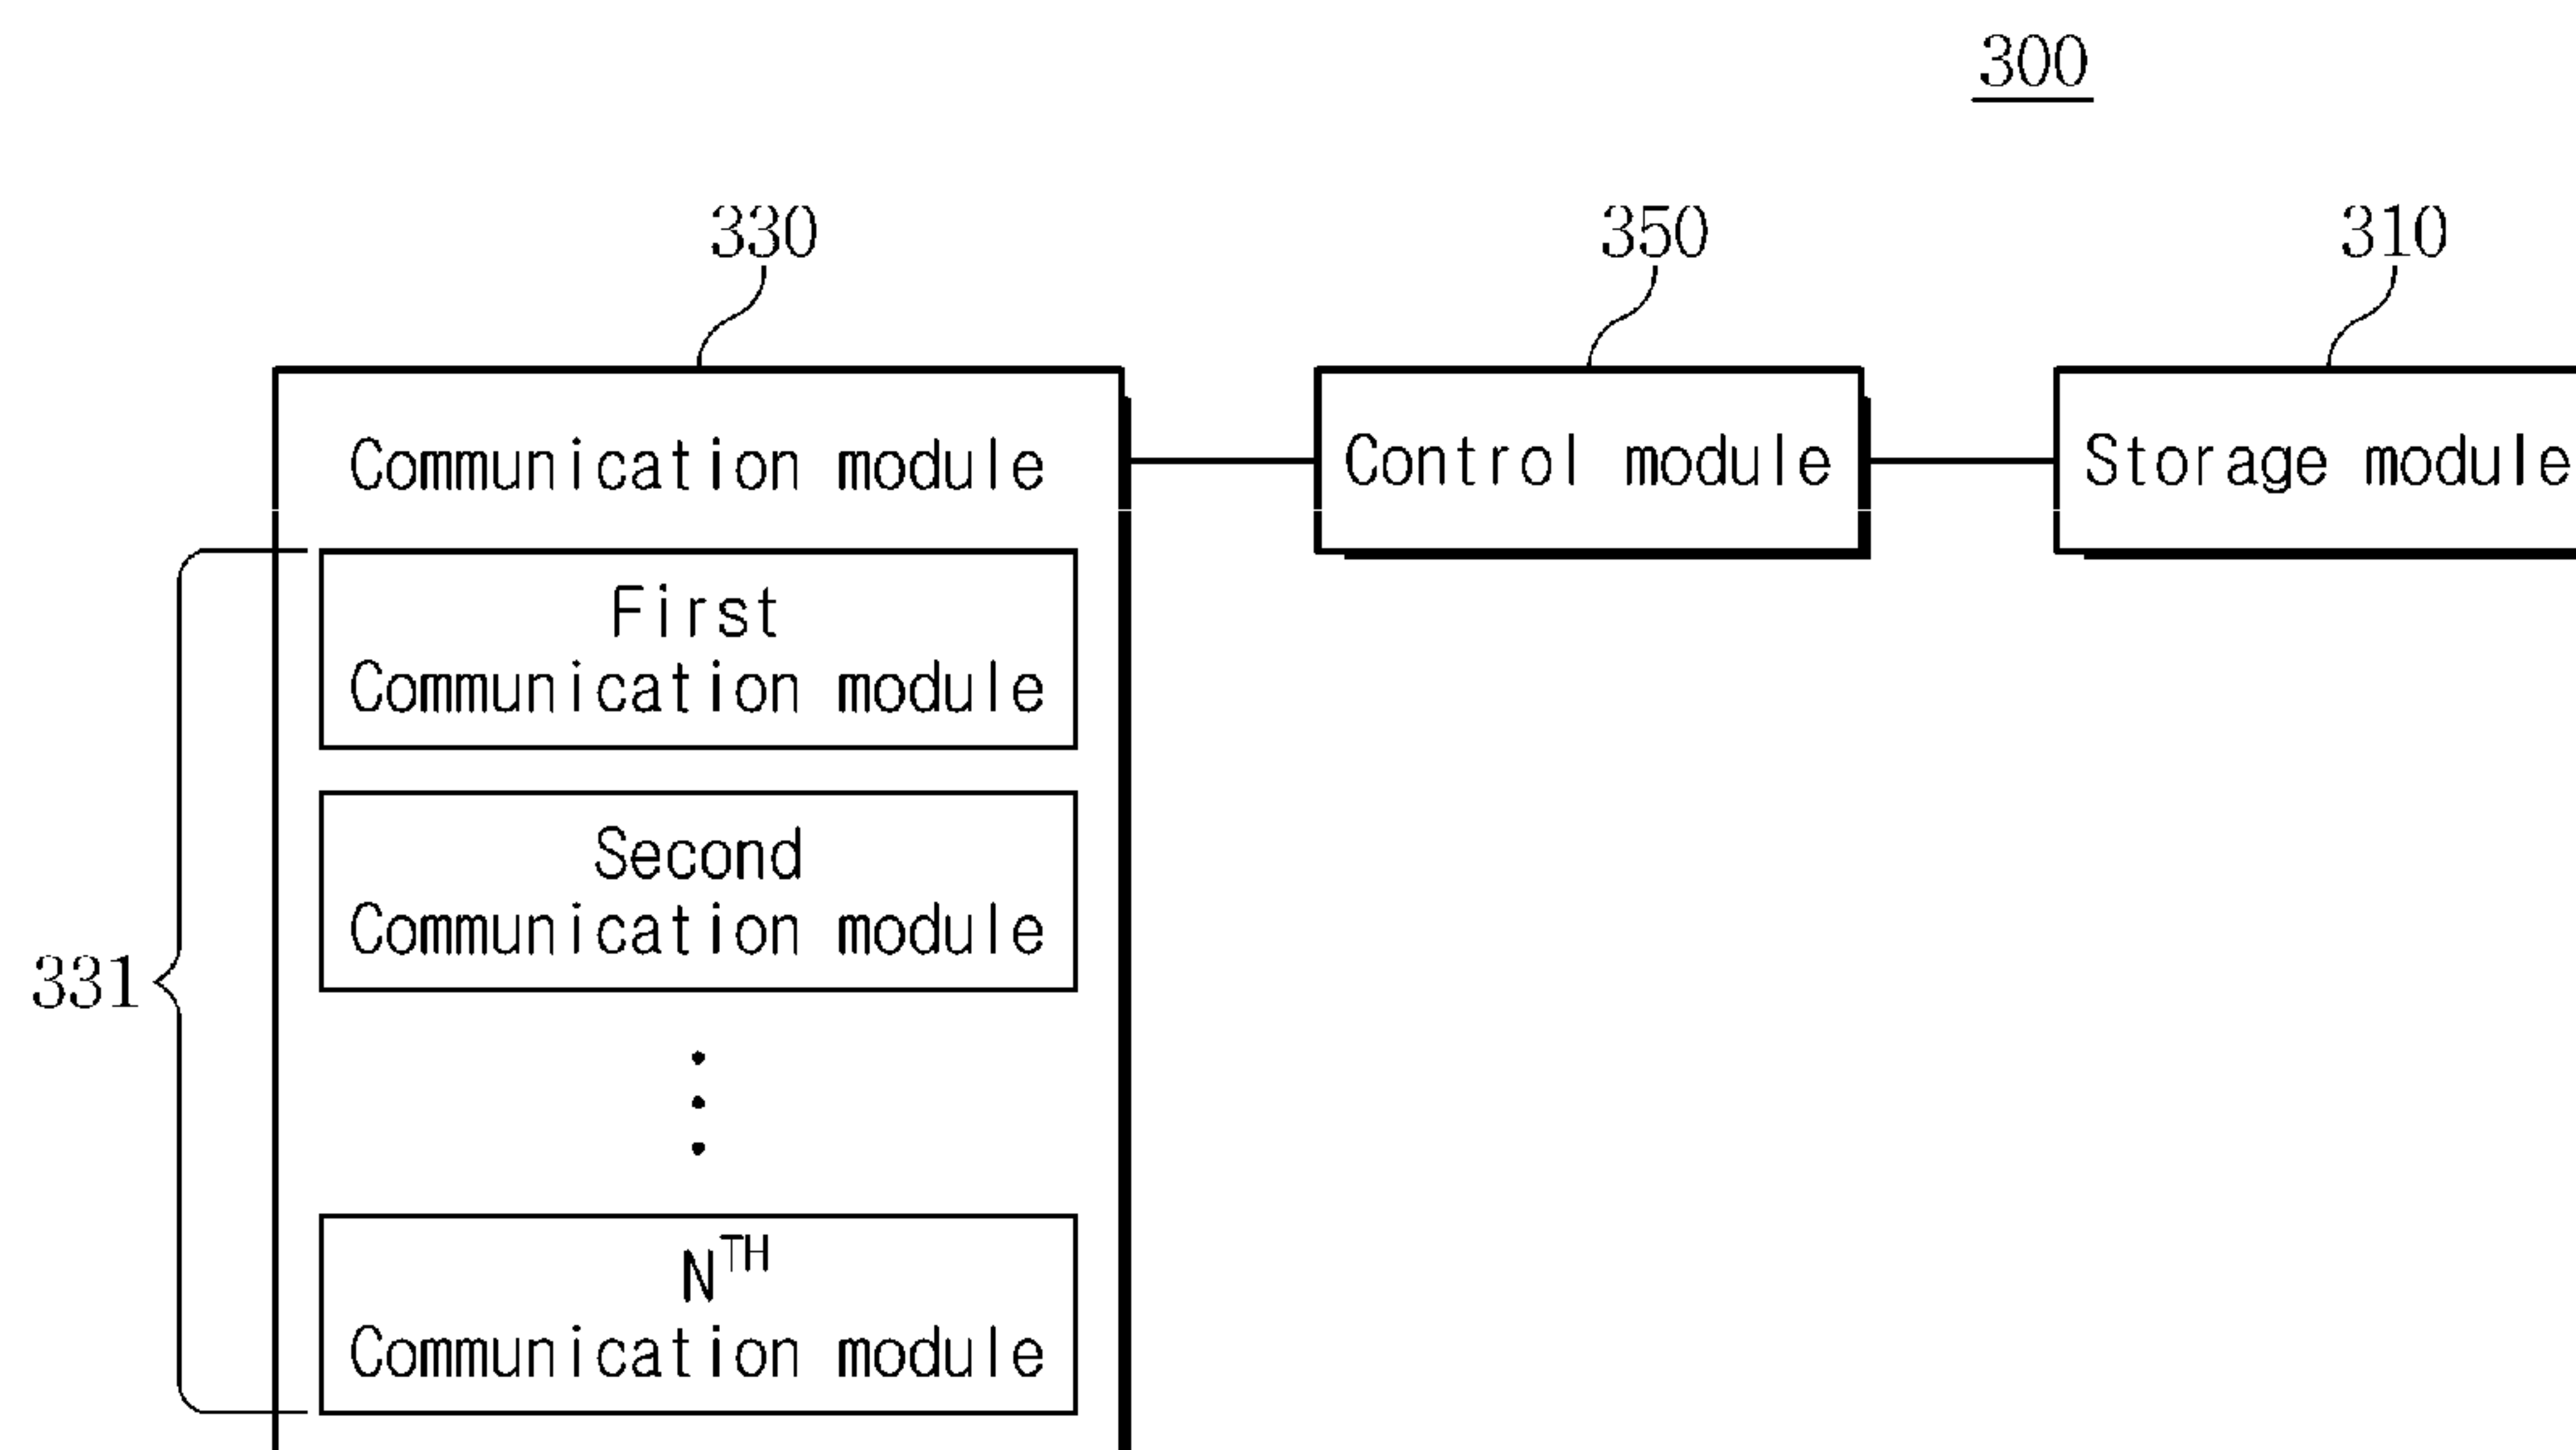 300
330
350
310
Communication module
Control module
Storage module
First
Communication module
Second
Communication module
331
N^TH
Communication module